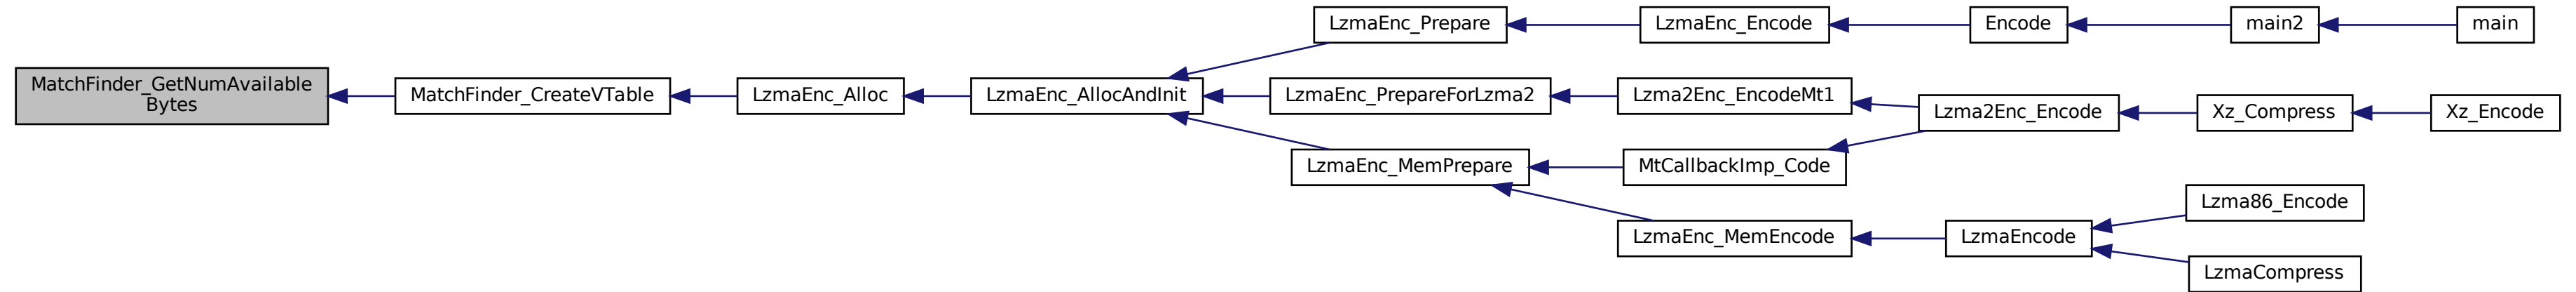 MatchFinder_GetNumAvailable
Bytes
MatchFinder_CreateVTable
LzmaEnc_Alloc
LzmaEnc_AllocAndInit
LzmaEnc_Prepare
LzmaEnc_Encode
Encode
main2
main
LzmaEnc_PrepareForLzma2
Lzma2Enc_EncodeMt1
Lzma2Enc_Encode
Xz_Compress
Xz_Encode
LzmaEnc_MemPrepare
MtCallbackImp_Code
LzmaEnc_MemEncode
LzmaEncode
Lzma86_Encode
LzmaCompress